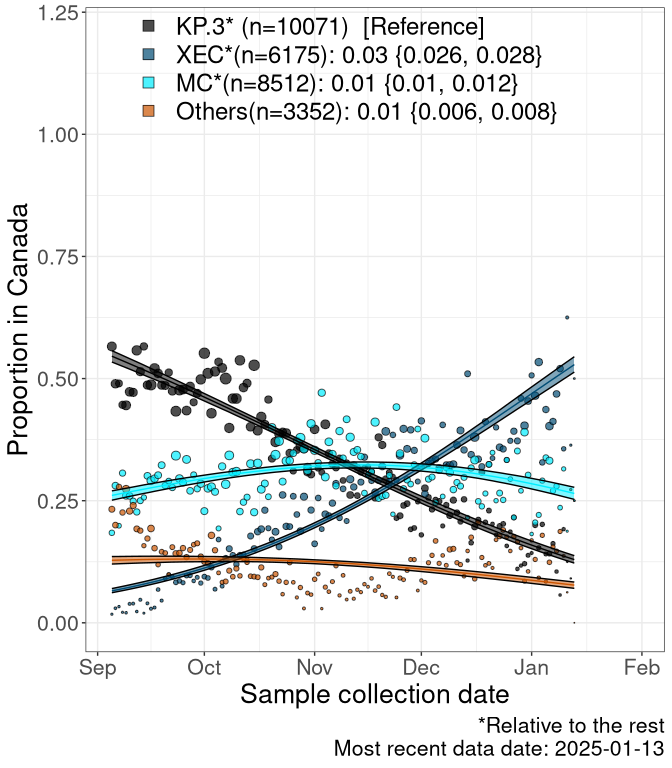 KP.3* (n=10071)  [Reference]
XEC*(n=6175): 0.03 {0.026, 0.028}
MC*(n=8512): 0.01 {0.01, 0.012}
Others(n=3352): 0.01 {0.006, 0.008}
1.25
1.00
0.75
0.50
0.25
0.00
Proportion in Canada
Sep Oct Nov Dec Jan Feb
Sample collection date
*Relative to the rest
Most recent data date: 2025-01-13